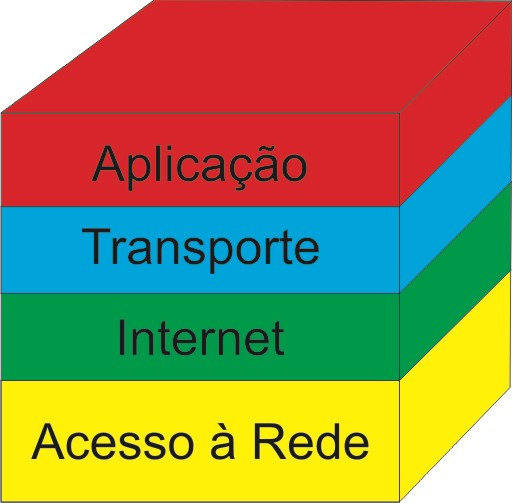 Aplicação
Transporte
Internet
Acesso à Rede